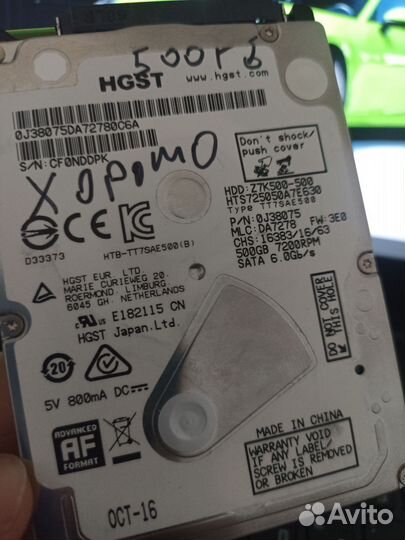 500ГБ
HGST
www.hgst.com
0J38075DA72780C6A
S/N: CF0NDDPK
Don't shock/
push cover
ХОРІМО
HDD: Z7K500-500
HTS725050A7E630
TYPE TT7SAE500
P/N: 0J38075
MLC: DA7278 FW: 3E0
CHS: 16383/16/63
500GB 7200RPM
SATA 6.0Gb/s
CE
D33373
HTB-TT7SAE500(B)
HGST EUR. LTD.
MARIE CURIEWEG 20.
ROERMOND, LIMBURG
6045 GH. NETHERLANDS
E182115 CN
HGST Japan.Ltd.
DO NOT COVER
THIS HOLE
20
5V 800mA DC
ADVANCED
AF
FORMAT
MADE IN CHINA
WARRANTY VOID
IF ANY LABEL/
SCREW IS REMOVED
OR BROKEN
OCT-16
Avito